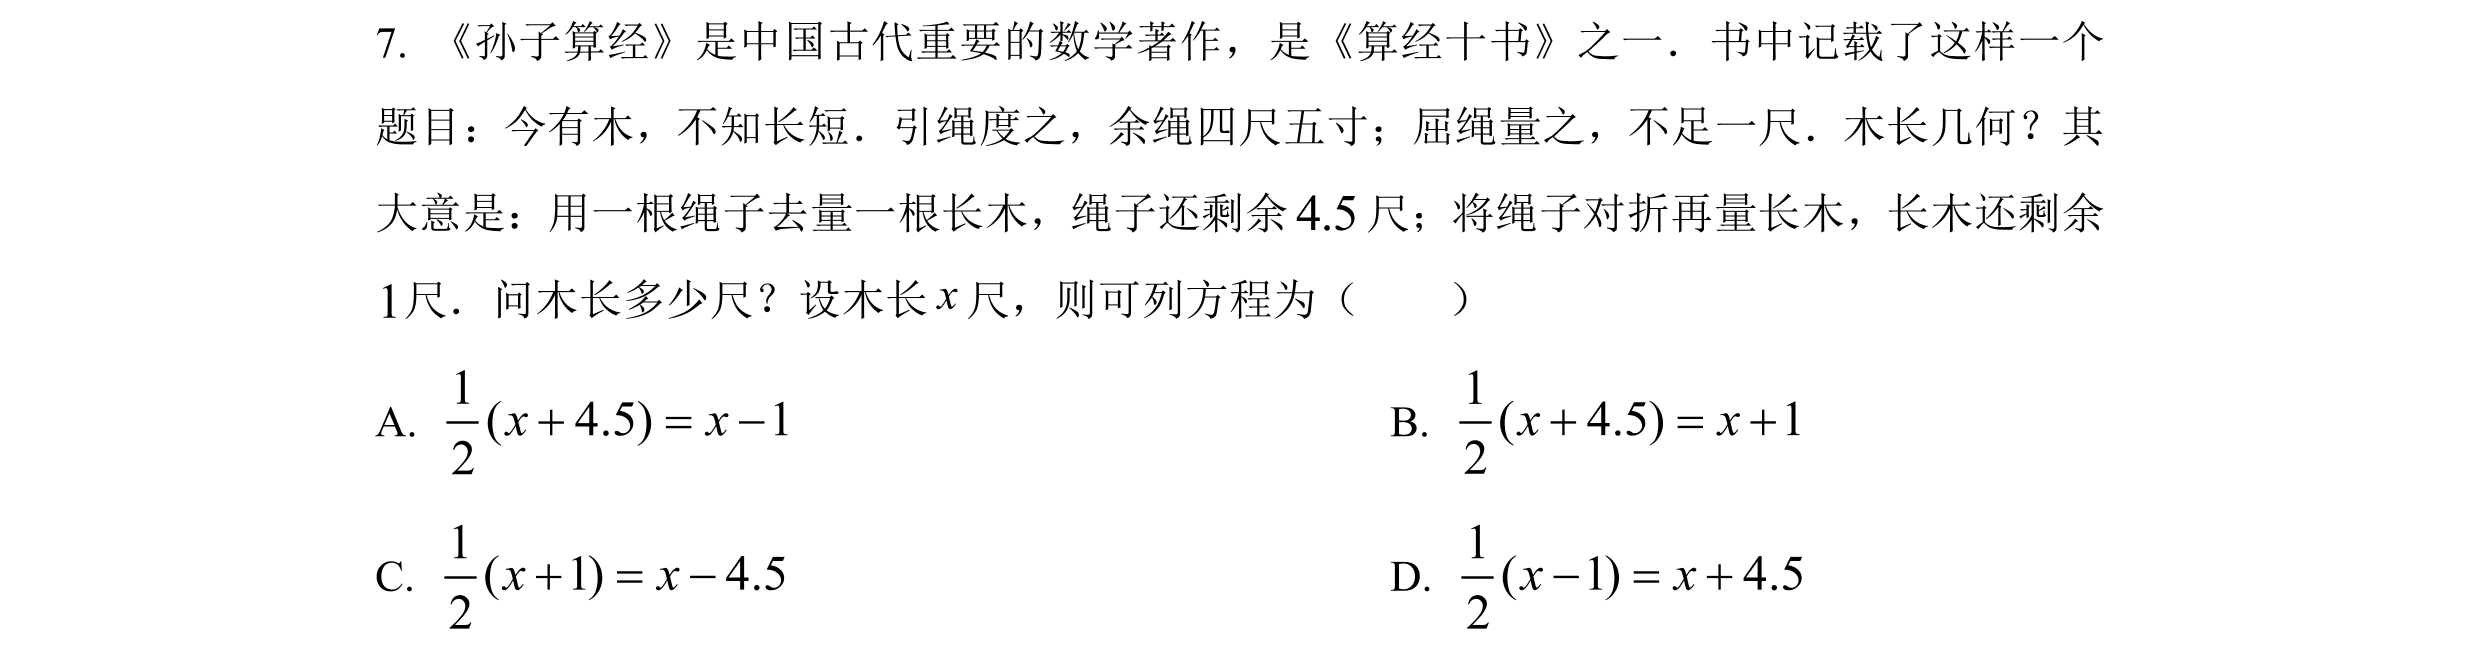 7. 《孙子算经》是中国古代重要的数学著作，是《算经十书》之一．书中记载了这样一个
题目：今有木，不知长短．引绳度之，余绳四尺五寸；屈绳量之，不足一尺．木长几何？其
大意是：用一根绳子去量一根长木，绳子还剩余4.5尺；将绳子对折再量长木，长木还剩余
1尺．问木长多少尺？设木长x尺，则可列方程为（　　）
A. \frac{1}{2}(x+4.5)=x-1 B. \frac{1}{2}(x+4.5)=x+1
C. \frac{1}{2}(x+1)=x-4.5 D. \frac{1}{2}(x-1)=x+4.5